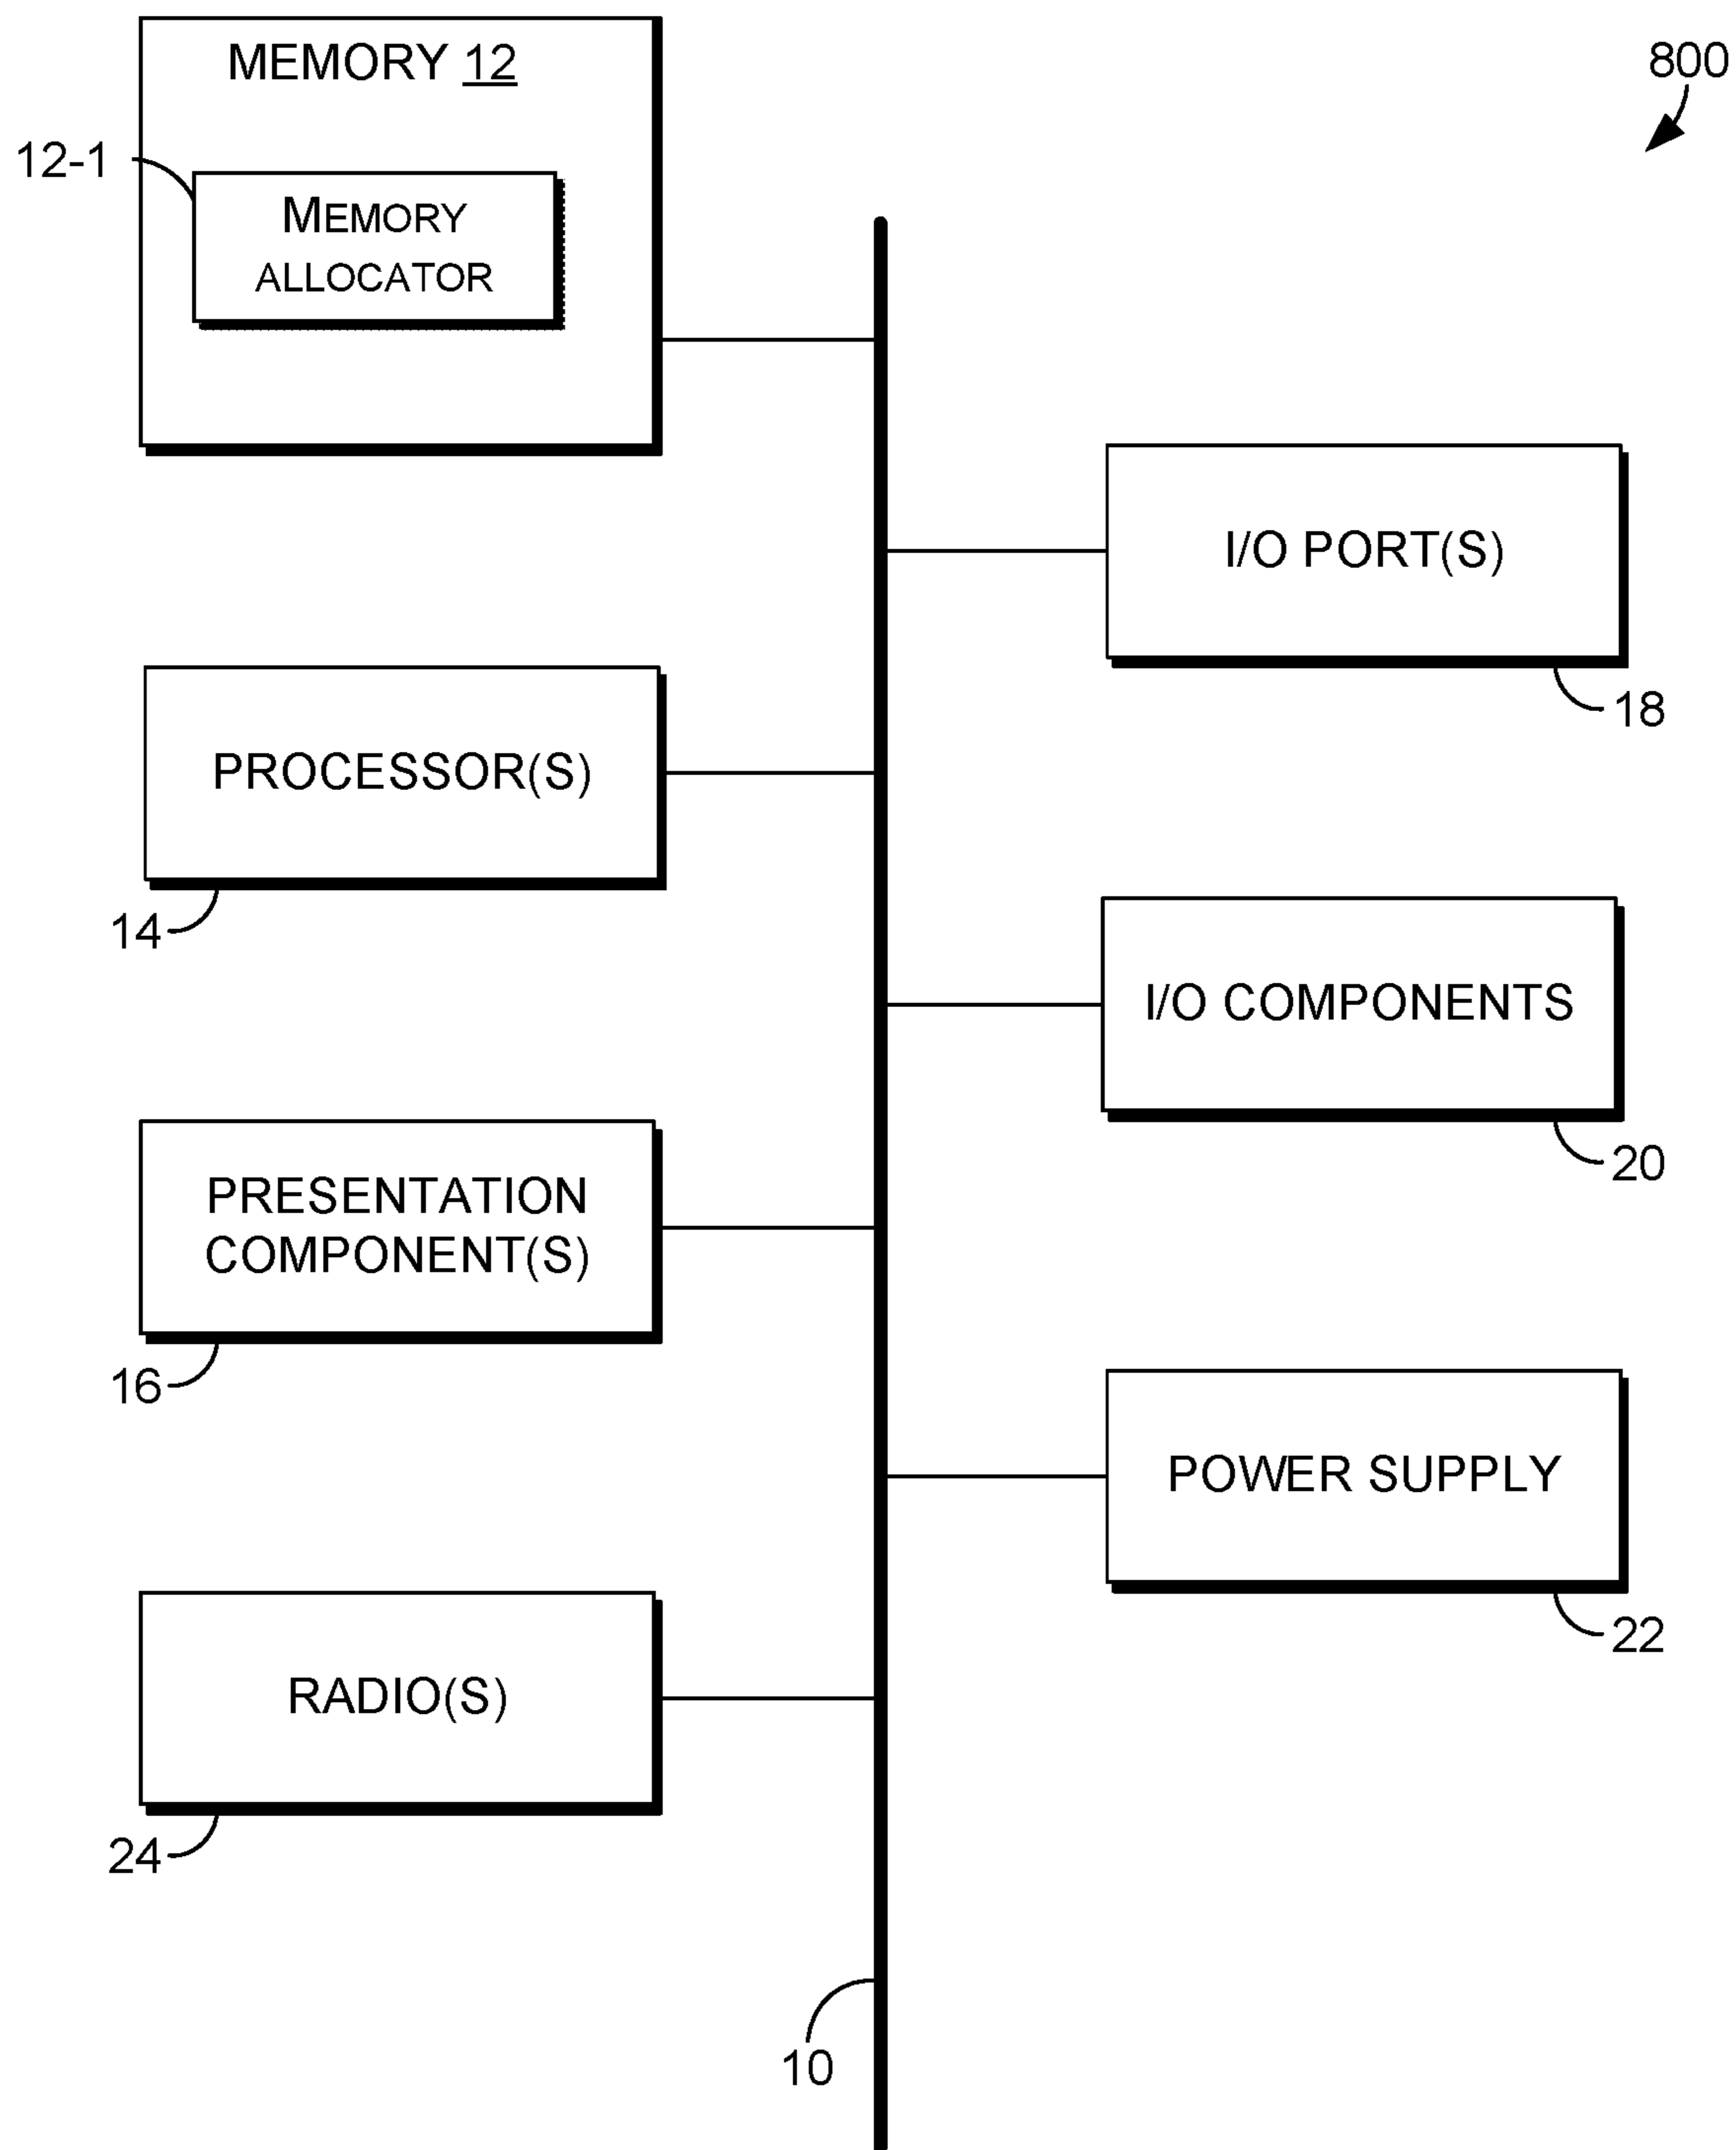 MEMORY 12
800
12-1
MEMORY
ALLOCATOR
I/O PORT(S)
18
PROCESSOR(S)
14
I/O COMPONENTS
20
PRESENTATION
COMPONENT(S)
16
POWER SUPPLY
22
RADIO(S)
24
10